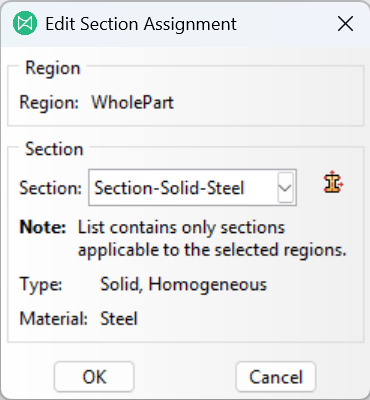 Edit Section Assignment
Region
Region: WholePart
Section
Section: Section-Solid-Steel
Note: List contains only sections
applicable to the selected regions.
Type: Solid, Homogeneous
Material: Steel
OK Cancel